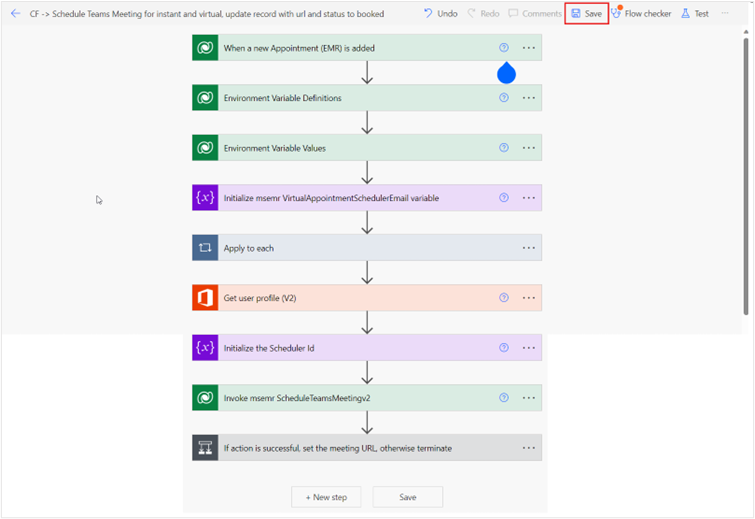 CF -> Schedule Teams Meeting for instant and virtual, update record with url and status to booked
Undo Redo Comments Save Flow checker Test ...
When a new Appointment (EMR) is added
Environment Variable Definitions
Environment Variable Values
{x} Initialize msemr VirtualAppointmentSchedulerEmail variable
Apply to each
Get user profile (V2)
{x} Initialize the Scheduler Id
Invoke msemr ScheduleTeamsMeetingv2
If action is successful, set the meeting URL, otherwise terminate
+ New step Save